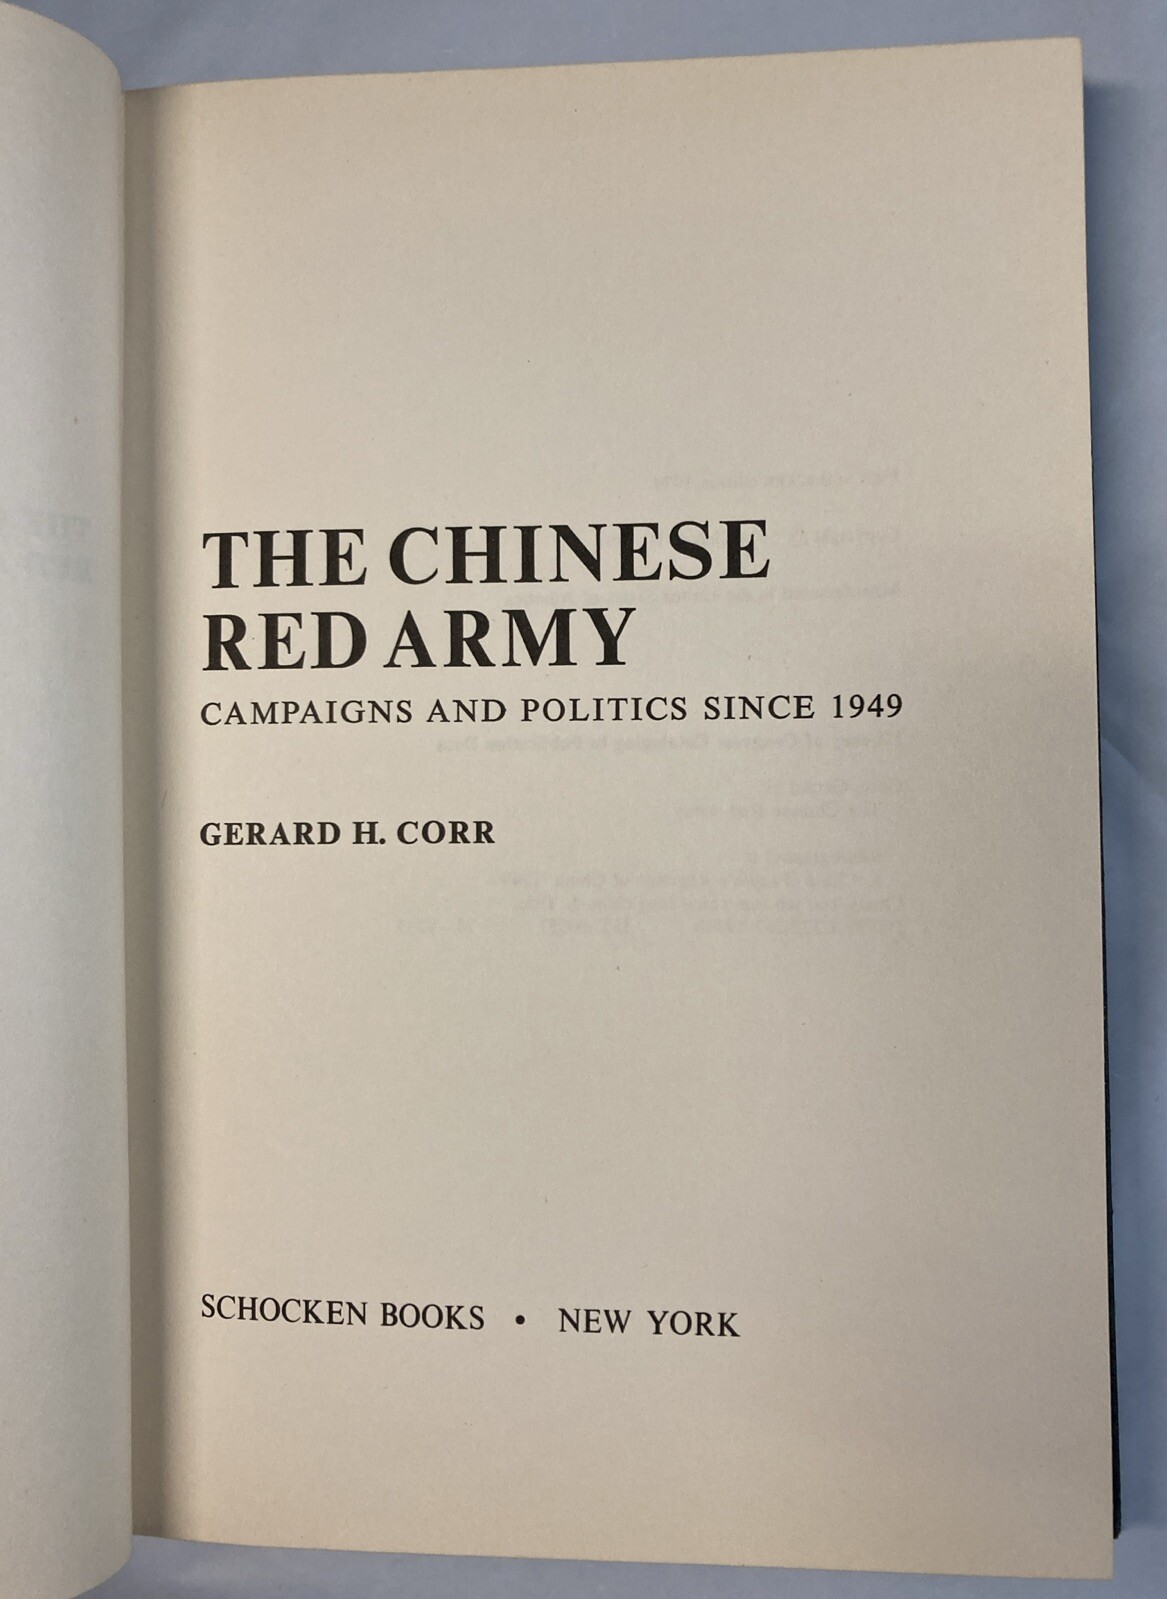 THE CHINESE
RED ARMY
CAMPAIGNS AND POLITICS SINCE 1949
GERARD H. CORR
SCHOCKEN BOOKS • NEW YORK